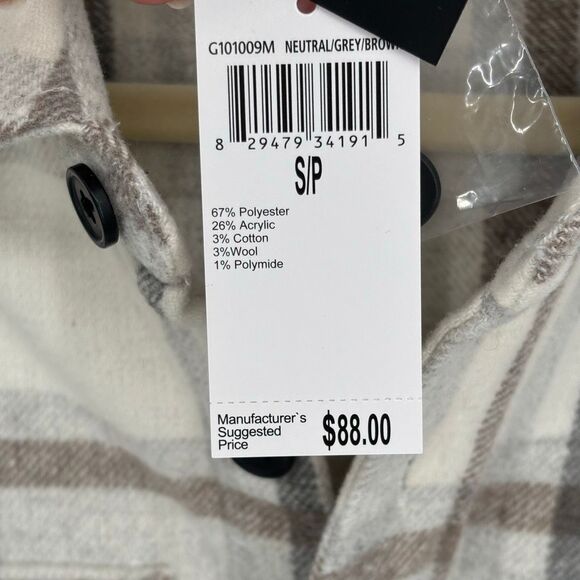 G101009M NEUTRAL/GREY/BROW
8 29479 34191 5
S/P
67% Polyester
26% Acrylic
3% Cotton
3%Wool
1% Polymide
Manufacturer`s
Suggested
Price
$88.00